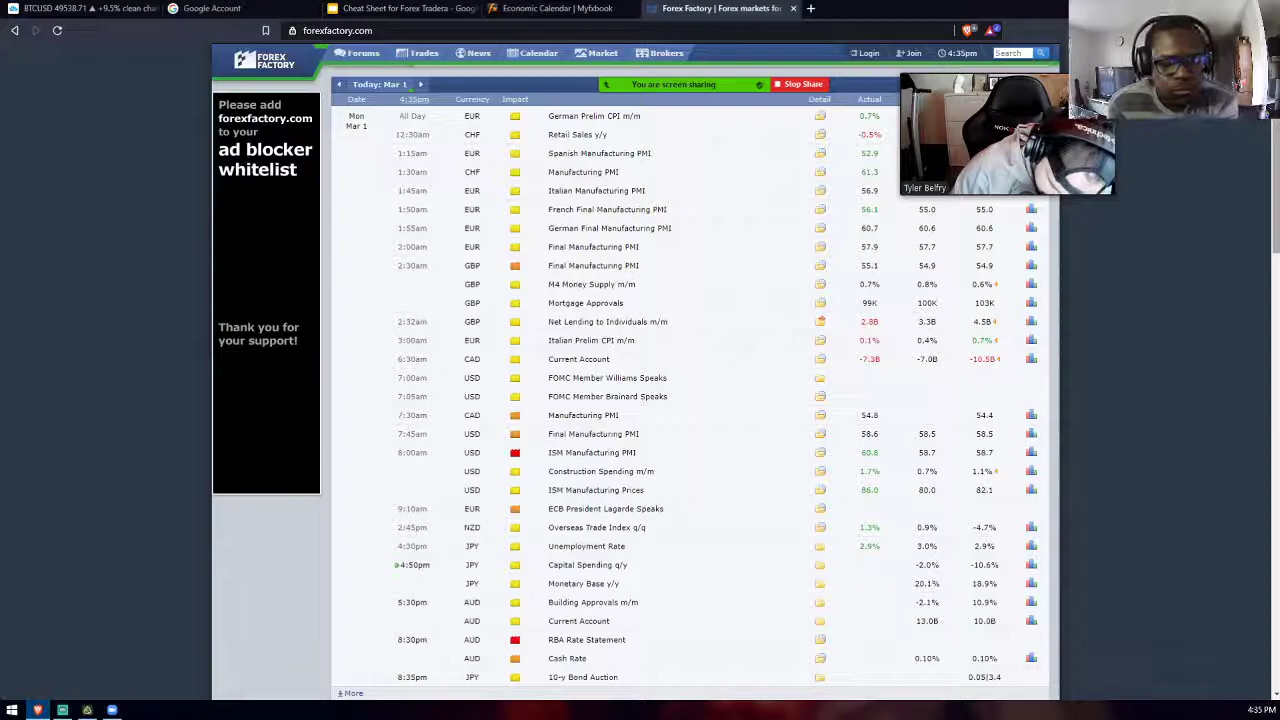 BTCUSD 49538.71 ▲ +9.5% clean char
Google Account
Cheat Sheet for Forex Tradera - Goog
Economic Calendar | Myfxbook
Forex Factory | Forex markets for
forexfactory.com
FOREX FACTORY
Forums Trades News Calendar Market Brokers Login Join 4:35pm Search
Please add
forexfactory.com
to your
ad blocker
whitelist
Thank you for
your support!
Today: Mar 1
You are screen sharing Stop Share
Date 4:35pm Currency Impact Detail Actual
Mon Mar 1 All Day EUR German Prelim CPI m/m 0.7%
12:30am CHF Retail Sales y/y -0.5%
1:15am EUR Spanish Manufacturing PMI 52.9
1:30am CHF Manufacturing PMI 61.3
1:45am EUR Italian Manufacturing PMI 56.9
1:50am EUR French Final Manufacturing PMI 56.1 55.0 55.0
1:55am EUR German Final Manufacturing PMI 60.7 60.6 60.6
2:00am EUR Final Manufacturing PMI 57.9 57.7 57.7
2:30am GBP Final Manufacturing PMI 55.1 54.9 54.9
GBP M4 Money Supply m/m 0.7% 0.8% 0.6%
GBP Mortgage Approvals 99K 100K 103K
2:32am GBP Net Lending to Individuals m/m 2.8B 3.3B 4.5B
3:00am EUR Italian Prelim CPI m/m 0.1% 0.4% 0.7%
6:30am CAD Current Account -7.3B -7.0B -10.5B
7:00am USD FOMC Member Williams Speaks
7:05am USD FOMC Member Brainard Speaks
7:30am CAD Manufacturing PMI 54.8 54.4
7:45am USD Final Manufacturing PMI 58.6 58.5 58.5
8:00am USD ISM Manufacturing PMI 60.8 58.7 58.7
USD Construction Spending m/m 1.7% 0.7% 1.1%
USD ISM Manufacturing Prices 86.0 80.0 82.1
9:10am EUR ECB President Lagarde Speaks
2:45pm NZD Overseas Trade Index q/q 1.3% 0.9% -4.7%
4:30pm JPY Unemployment Rate 2.9% 3.0% 2.9%
4:50pm JPY Capital Spending q/y -2.0% -10.6%
JPY Monetary Base y/y 20.1% 18.9%
5:30pm AUD Building Approvals m/m -2.1% 10.9%
AUD Current Account 13.0B 10.0B
8:30pm AUD RBA Rate Statement
AUD Cash Rate 0.10% 0.10%
8:35pm JPY 10-y Bond Auction 0.05|3.4
More
Tyler Belfry
4:35 PM